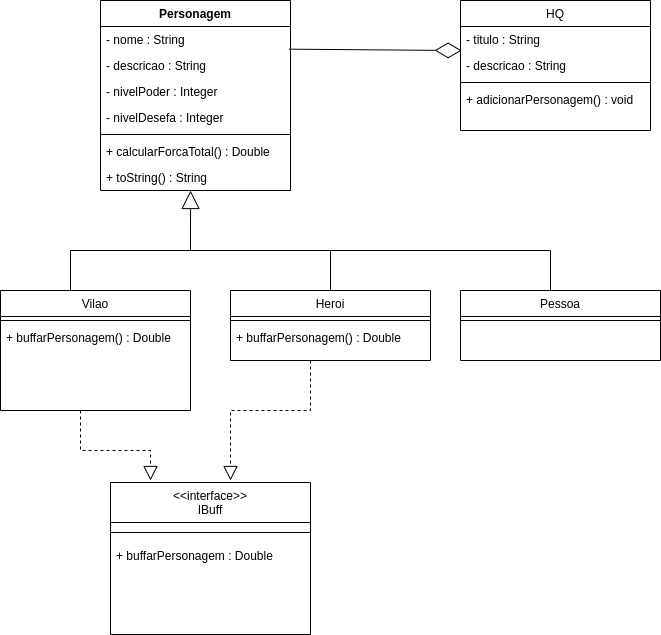 Personagem
- nome : String
- descricao : String
- nivelPoder : Integer
- nivelDesefa : Integer
+ calcularForcaTotal() : Double
+ toString() : String
HQ
- titulo : String
- descricao : String
+ adicionarPersonagem() : void
Vilao
+ buffarPersonagem() : Double
Heroi
+ buffarPersonagem() : Double
Pessoa
<<interface>>
IBuff
+ buffarPersonagem : Double